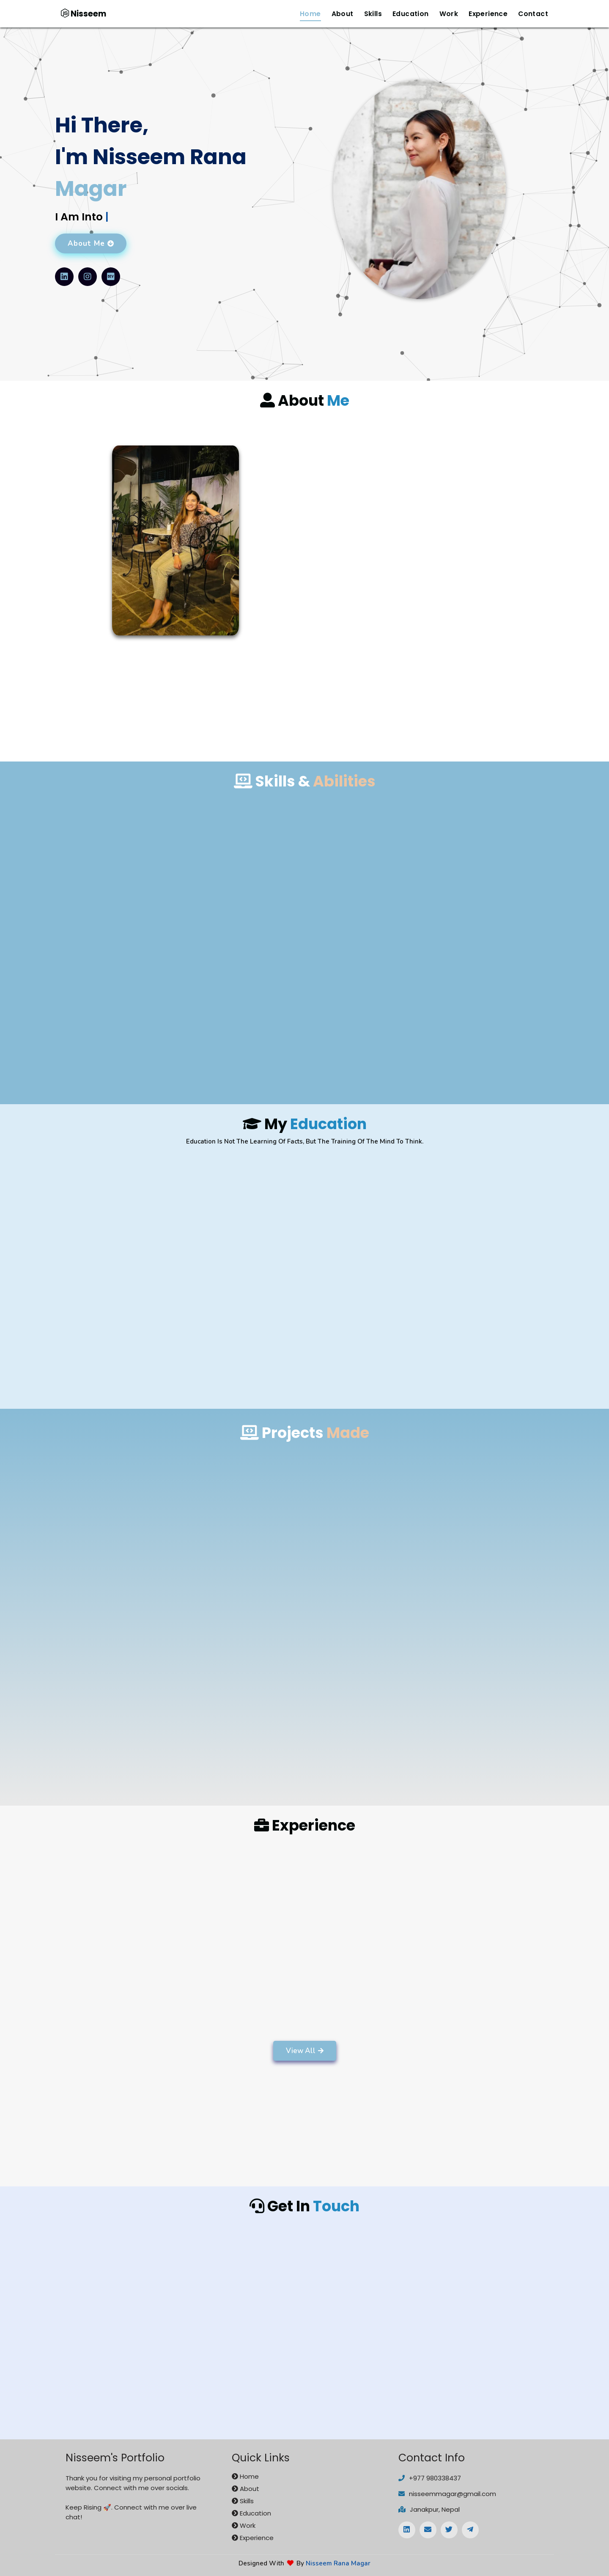 Nisseem
Home About Skills Education Work Experience Contact
Hi There,
I'm Nisseem Rana
Magar
I Am Into |
About Me
About Me
Skills & Abilities
My Education
Education Is Not The Learning Of Facts, But The Training Of The Mind To Think.
Projects Made
Experience
View All
Get In Touch
Nisseem's Portfolio
Thank you for visiting my personal portfolio
website. Connect with me over socials.
Keep Rising 🚀. Connect with me over live
chat!
Quick Links
Home
About
Skills
Education
Work
Experience
Contact Info
+977 980338437
nisseemmagar@gmail.com
Janakpur, Nepal
Designed With ❤ By Nisseem Rana Magar